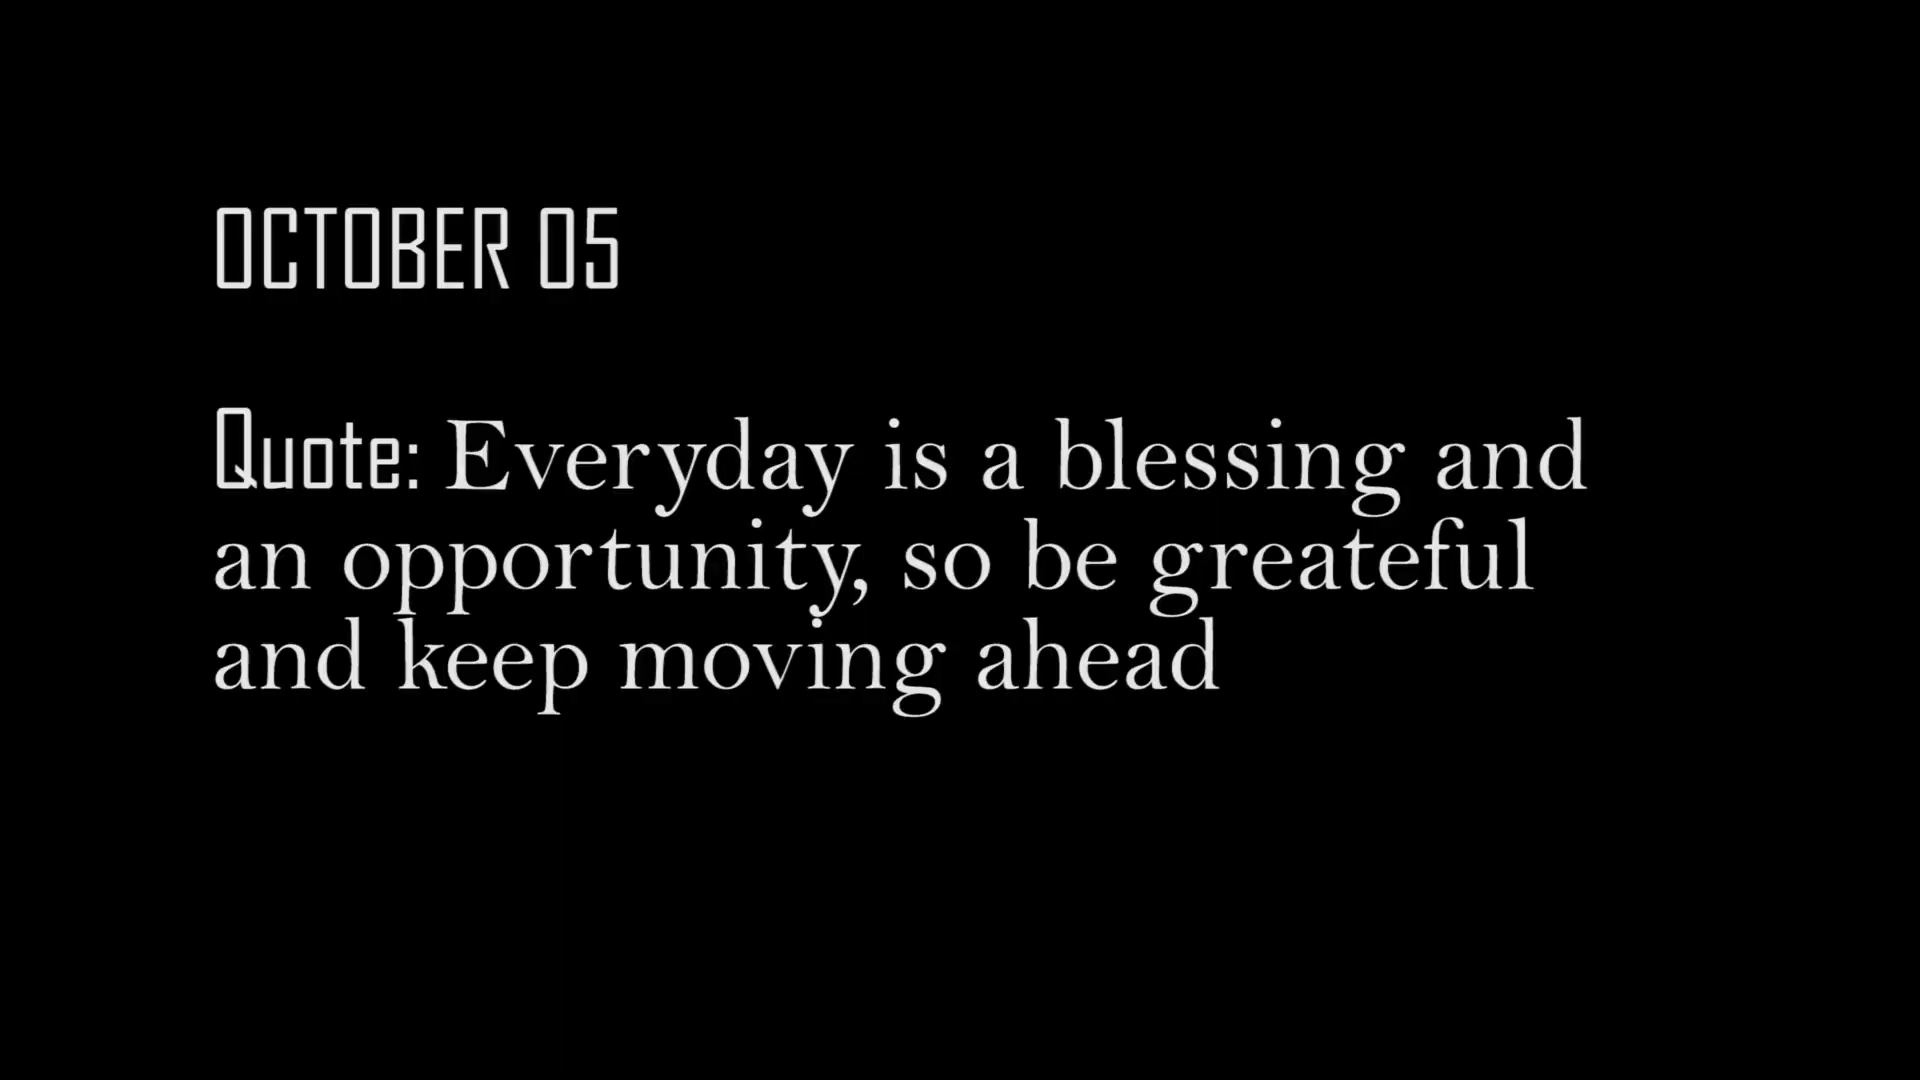 OCTOBER 05
Quote: Everyday is a blessing and
an opportunity, so be greateful
and keep moving ahead